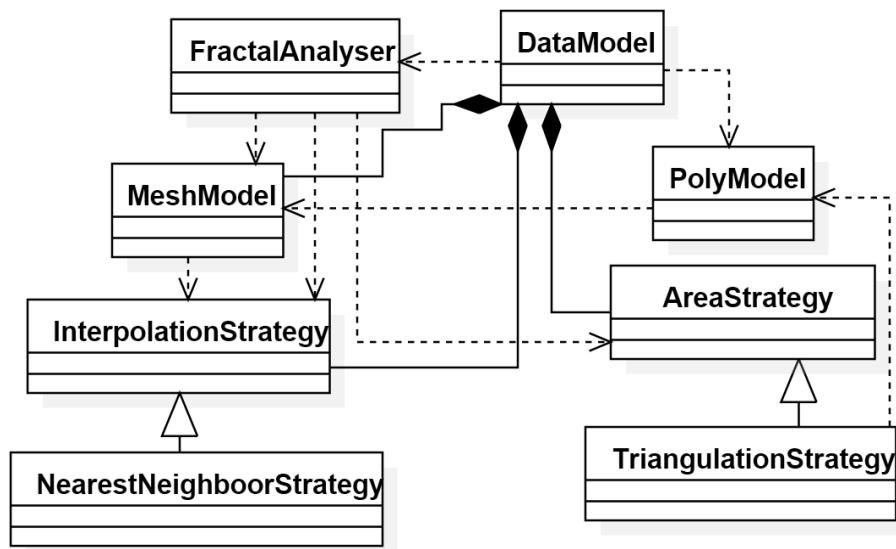 FractalAnalyser
DataModel
MeshModel
PolyModel
InterpolationStrategy
AreaStrategy
NearestNeighboorStrategy
TriangulationStrategy